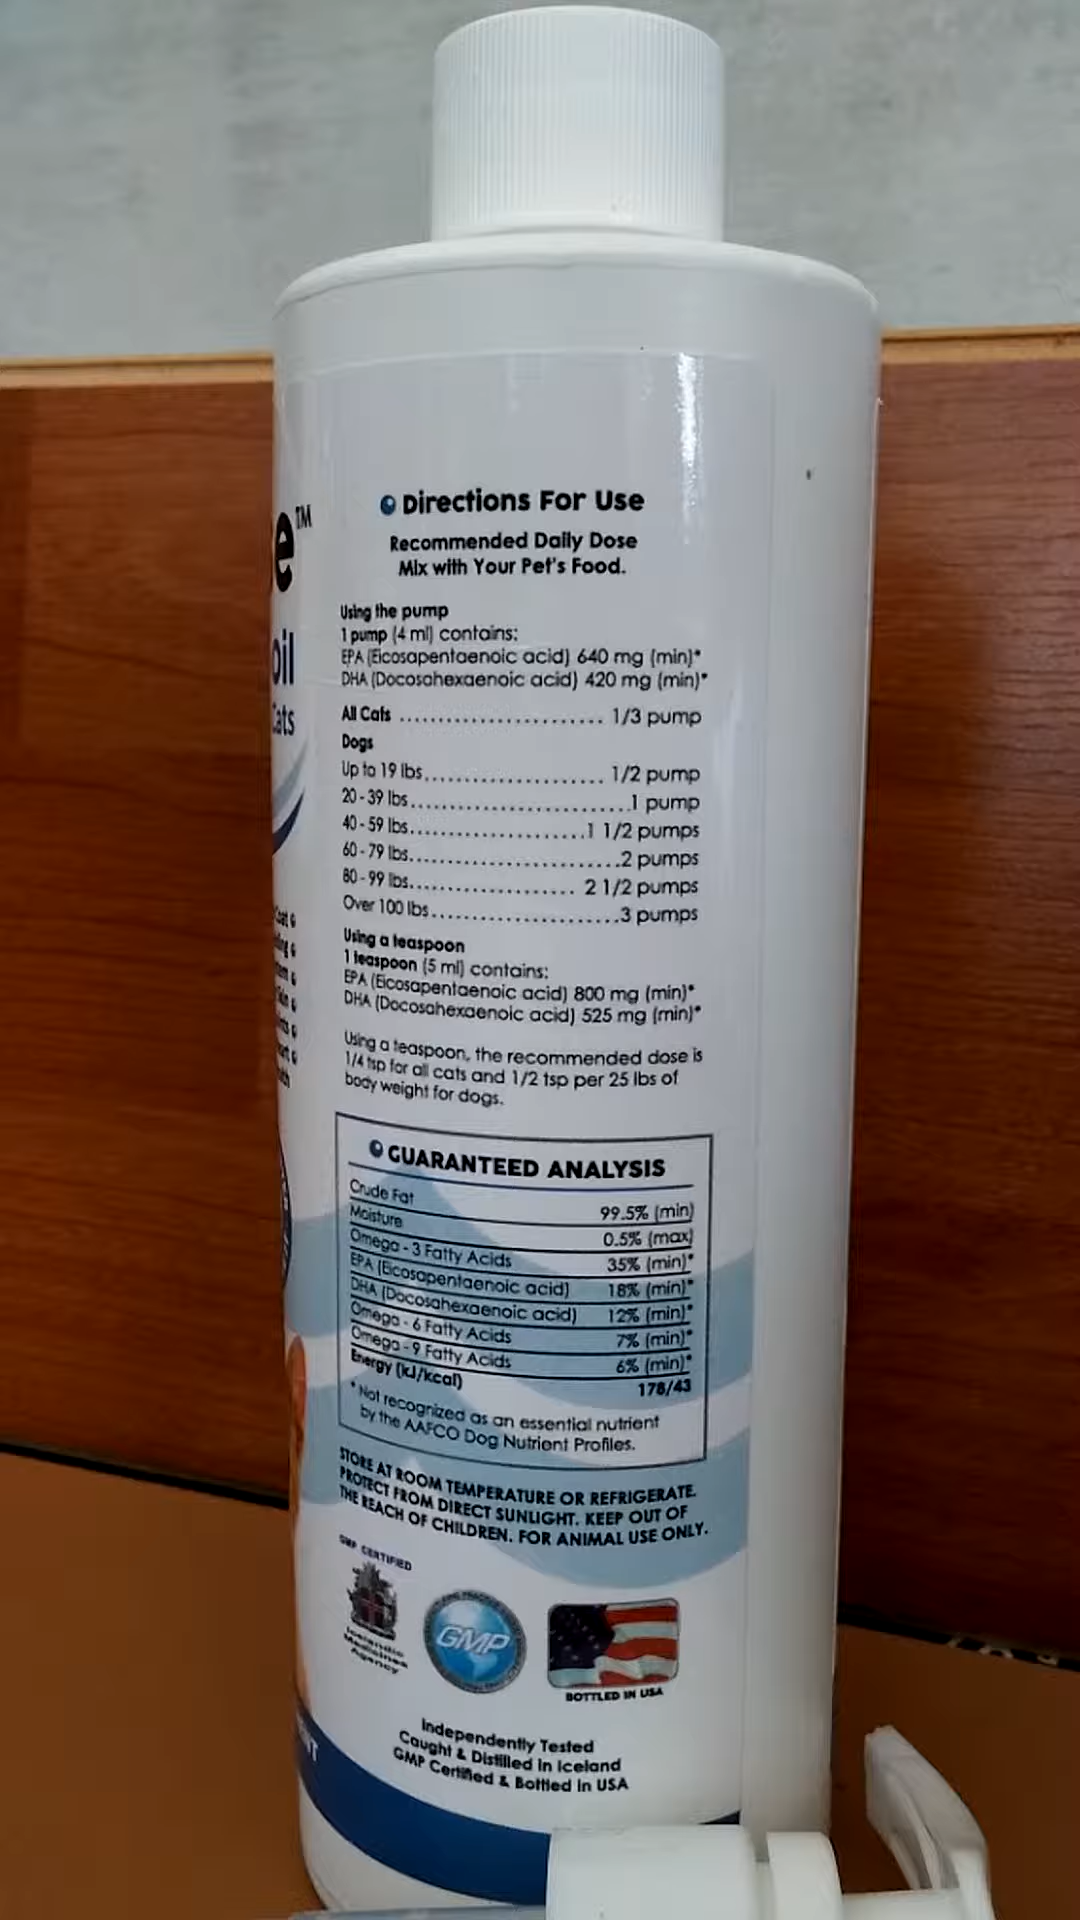 e™
oil
Cats
Directions For Use
Recommended Daily Dose
Mix with Your Pet's Food.
Using the pump
1 pump (4 ml) contains:
EPA (Eicosapentaenoic acid) 640 mg (min)*
DHA (Docosahexaenoic acid) 420 mg (min)*
All Cats ........................ 1/3 pump
Dogs
Up to 19 lbs..................... 1/2 pump
20 - 39 lbs..........................1 pump
40 - 59 lbs.....................1 1/2 pumps
60 - 79 lbs.........................2 pumps
80 - 99 lbs.................... 2 1/2 pumps
Over 100 lbs......................3 pumps
Using a teaspoon
1 teaspoon (5 ml) contains:
EPA (Eicosapentaenoic acid) 800 mg (min)*
DHA (Docosahexaenoic acid) 525 mg (min)*
Using a teaspoon, the recommended dose is
1/4 tsp for all cats and 1/2 tsp per 25 lbs of
body weight for dogs.
GUARANTEED ANALYSIS
Crude Fat 99.5% (min)
Moisture 0.5% (max)
Omega - 3 Fatty Acids 35% (min)*
EPA (Eicosapentaenoic acid) 18% (min)*
DHA (Docosahexaenoic acid) 12% (min)*
Omega - 6 Fatty Acids 7% (min)*
Omega - 9 Fatty Acids 6% (min)*
Energy (kJ/kcal) 178/43
* Not recognized as an essential nutrient
by the AAFCO Dog Nutrient Profiles.
STORE AT ROOM TEMPERATURE OR REFRIGERATE.
PROTECT FROM DIRECT SUNLIGHT. KEEP OUT OF
THE REACH OF CHILDREN. FOR ANIMAL USE ONLY.
GMP CERTIFIED
Icelandic
Medicines
Agency
GMP
BOTTLED IN USA
Independently Tested
Caught & Distilled in Iceland
GMP Certified & Bottled in USA